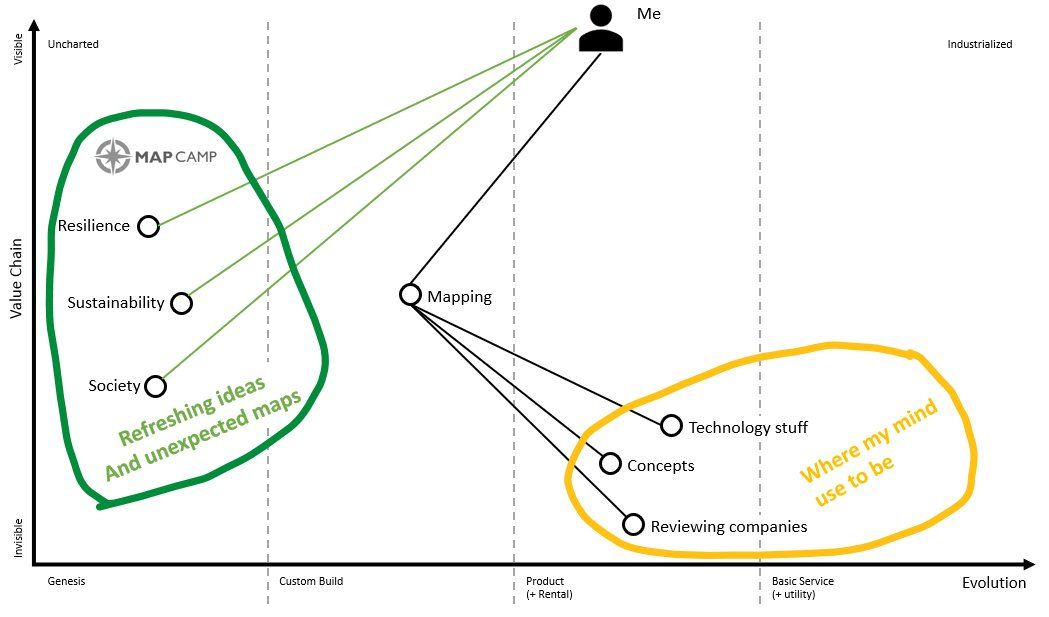 Me
Visible
Uncharted
Industrialized
MAP CAMP
Resilience
Value Chain
Sustainability
Mapping
Society
Refreshing ideas
And unexpected maps
Technology stuff
Concepts
Reviewing companies
Where my mind
use to be
Invisible
Genesis
Custom Build
Product
(+ Rental)
Basic Service
(+ utility)
Evolution